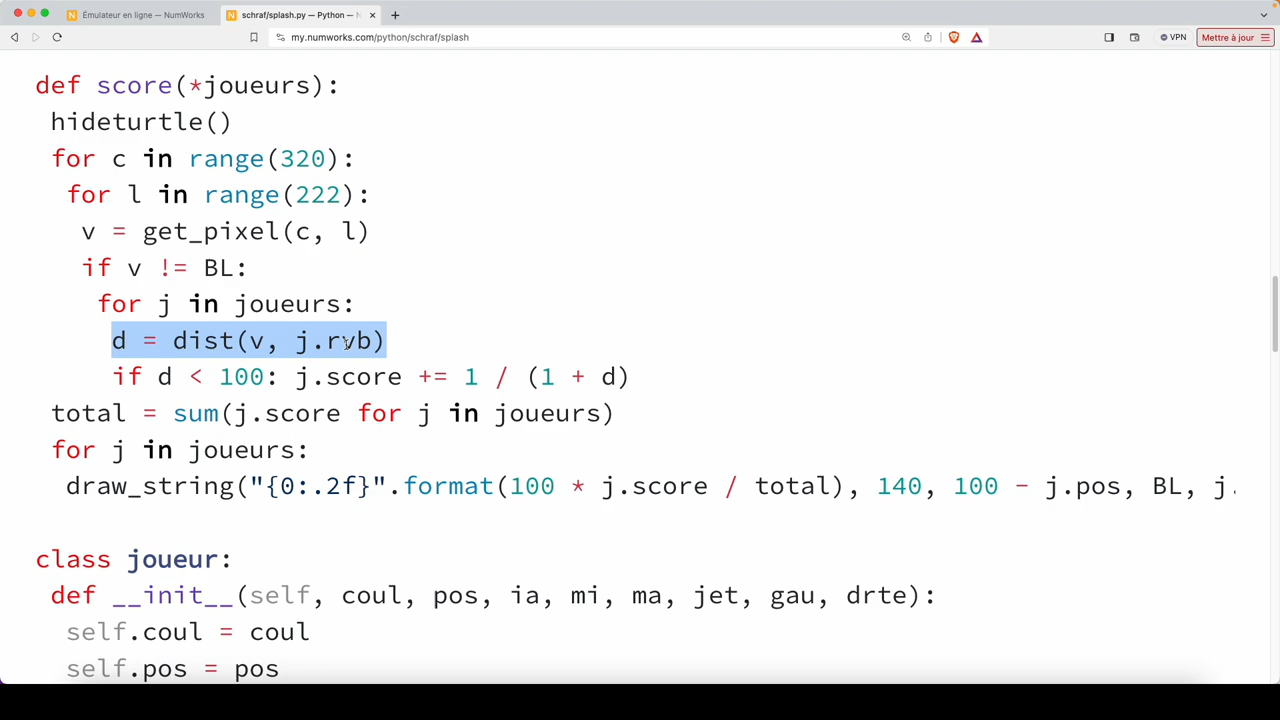 Émulateur en ligne — NumWorks
schraf/splash.py — Python — N
my.numworks.com/python/schraf/splash
VPN
Mettre à jour
def score(*joueurs):
hideturtle()
for c in range(320):
for l in range(222):
v = get_pixel(c, l)
if v != BL:
for j in joueurs:
d = dist(v, j.rvb)
if d < 100: j.score += 1 / (1 + d)
total = sum(j.score for j in joueurs)
for j in joueurs:
draw_string("{0:.2f}".format(100 * j.score / total), 140, 100 - j.pos, BL, j.
class joueur:
def __init__(self, coul, pos, ia, mi, ma, jet, gau, drte):
self.coul = coul
self.pos = pos